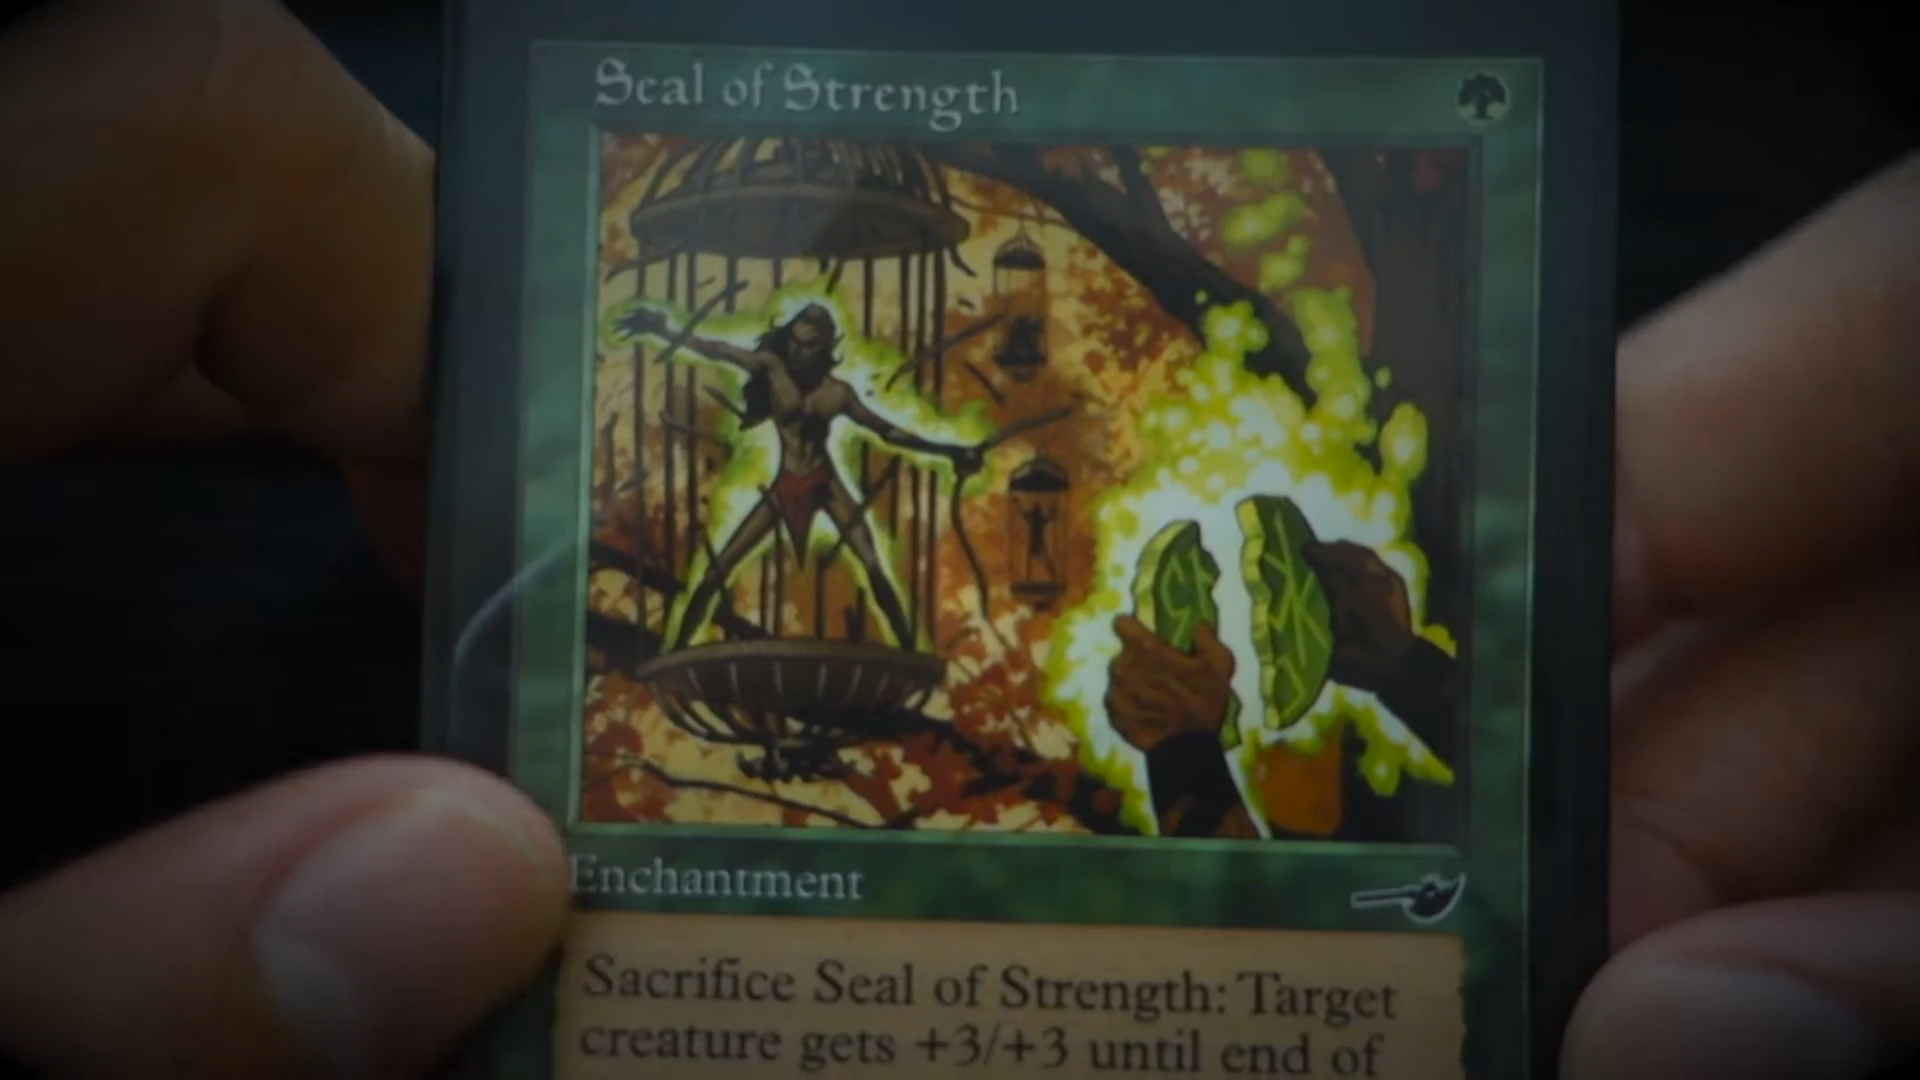 Seal of Strength
Enchantment
Sacrifice Seal of Strength: Target
creature gets +3/+3 until end of